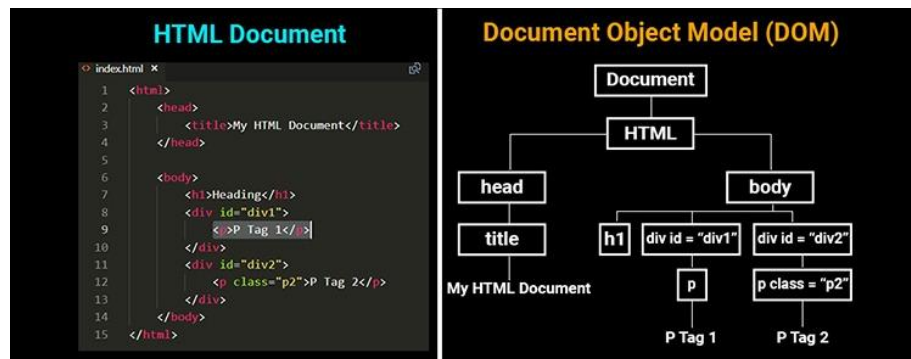 HTML Document
index.html ×
1 <html>
2 <head>
3 <title>My HTML Document</title>
4 </head>
5
6 <body>
7 <h1>Heading</h1>
8 <div id="div1">
9 <p>P Tag 1</p>
10 </div>
11 <div id="div2">
12 <p class="p2">P Tag 2</p>
13 </div>
14 </body>
15 </html>
Document Object Model (DOM)
Document
HTML
head body
title h1 div id = “div1” div id = “div2”
My HTML Document p p class = “p2”
P Tag 1 P Tag 2